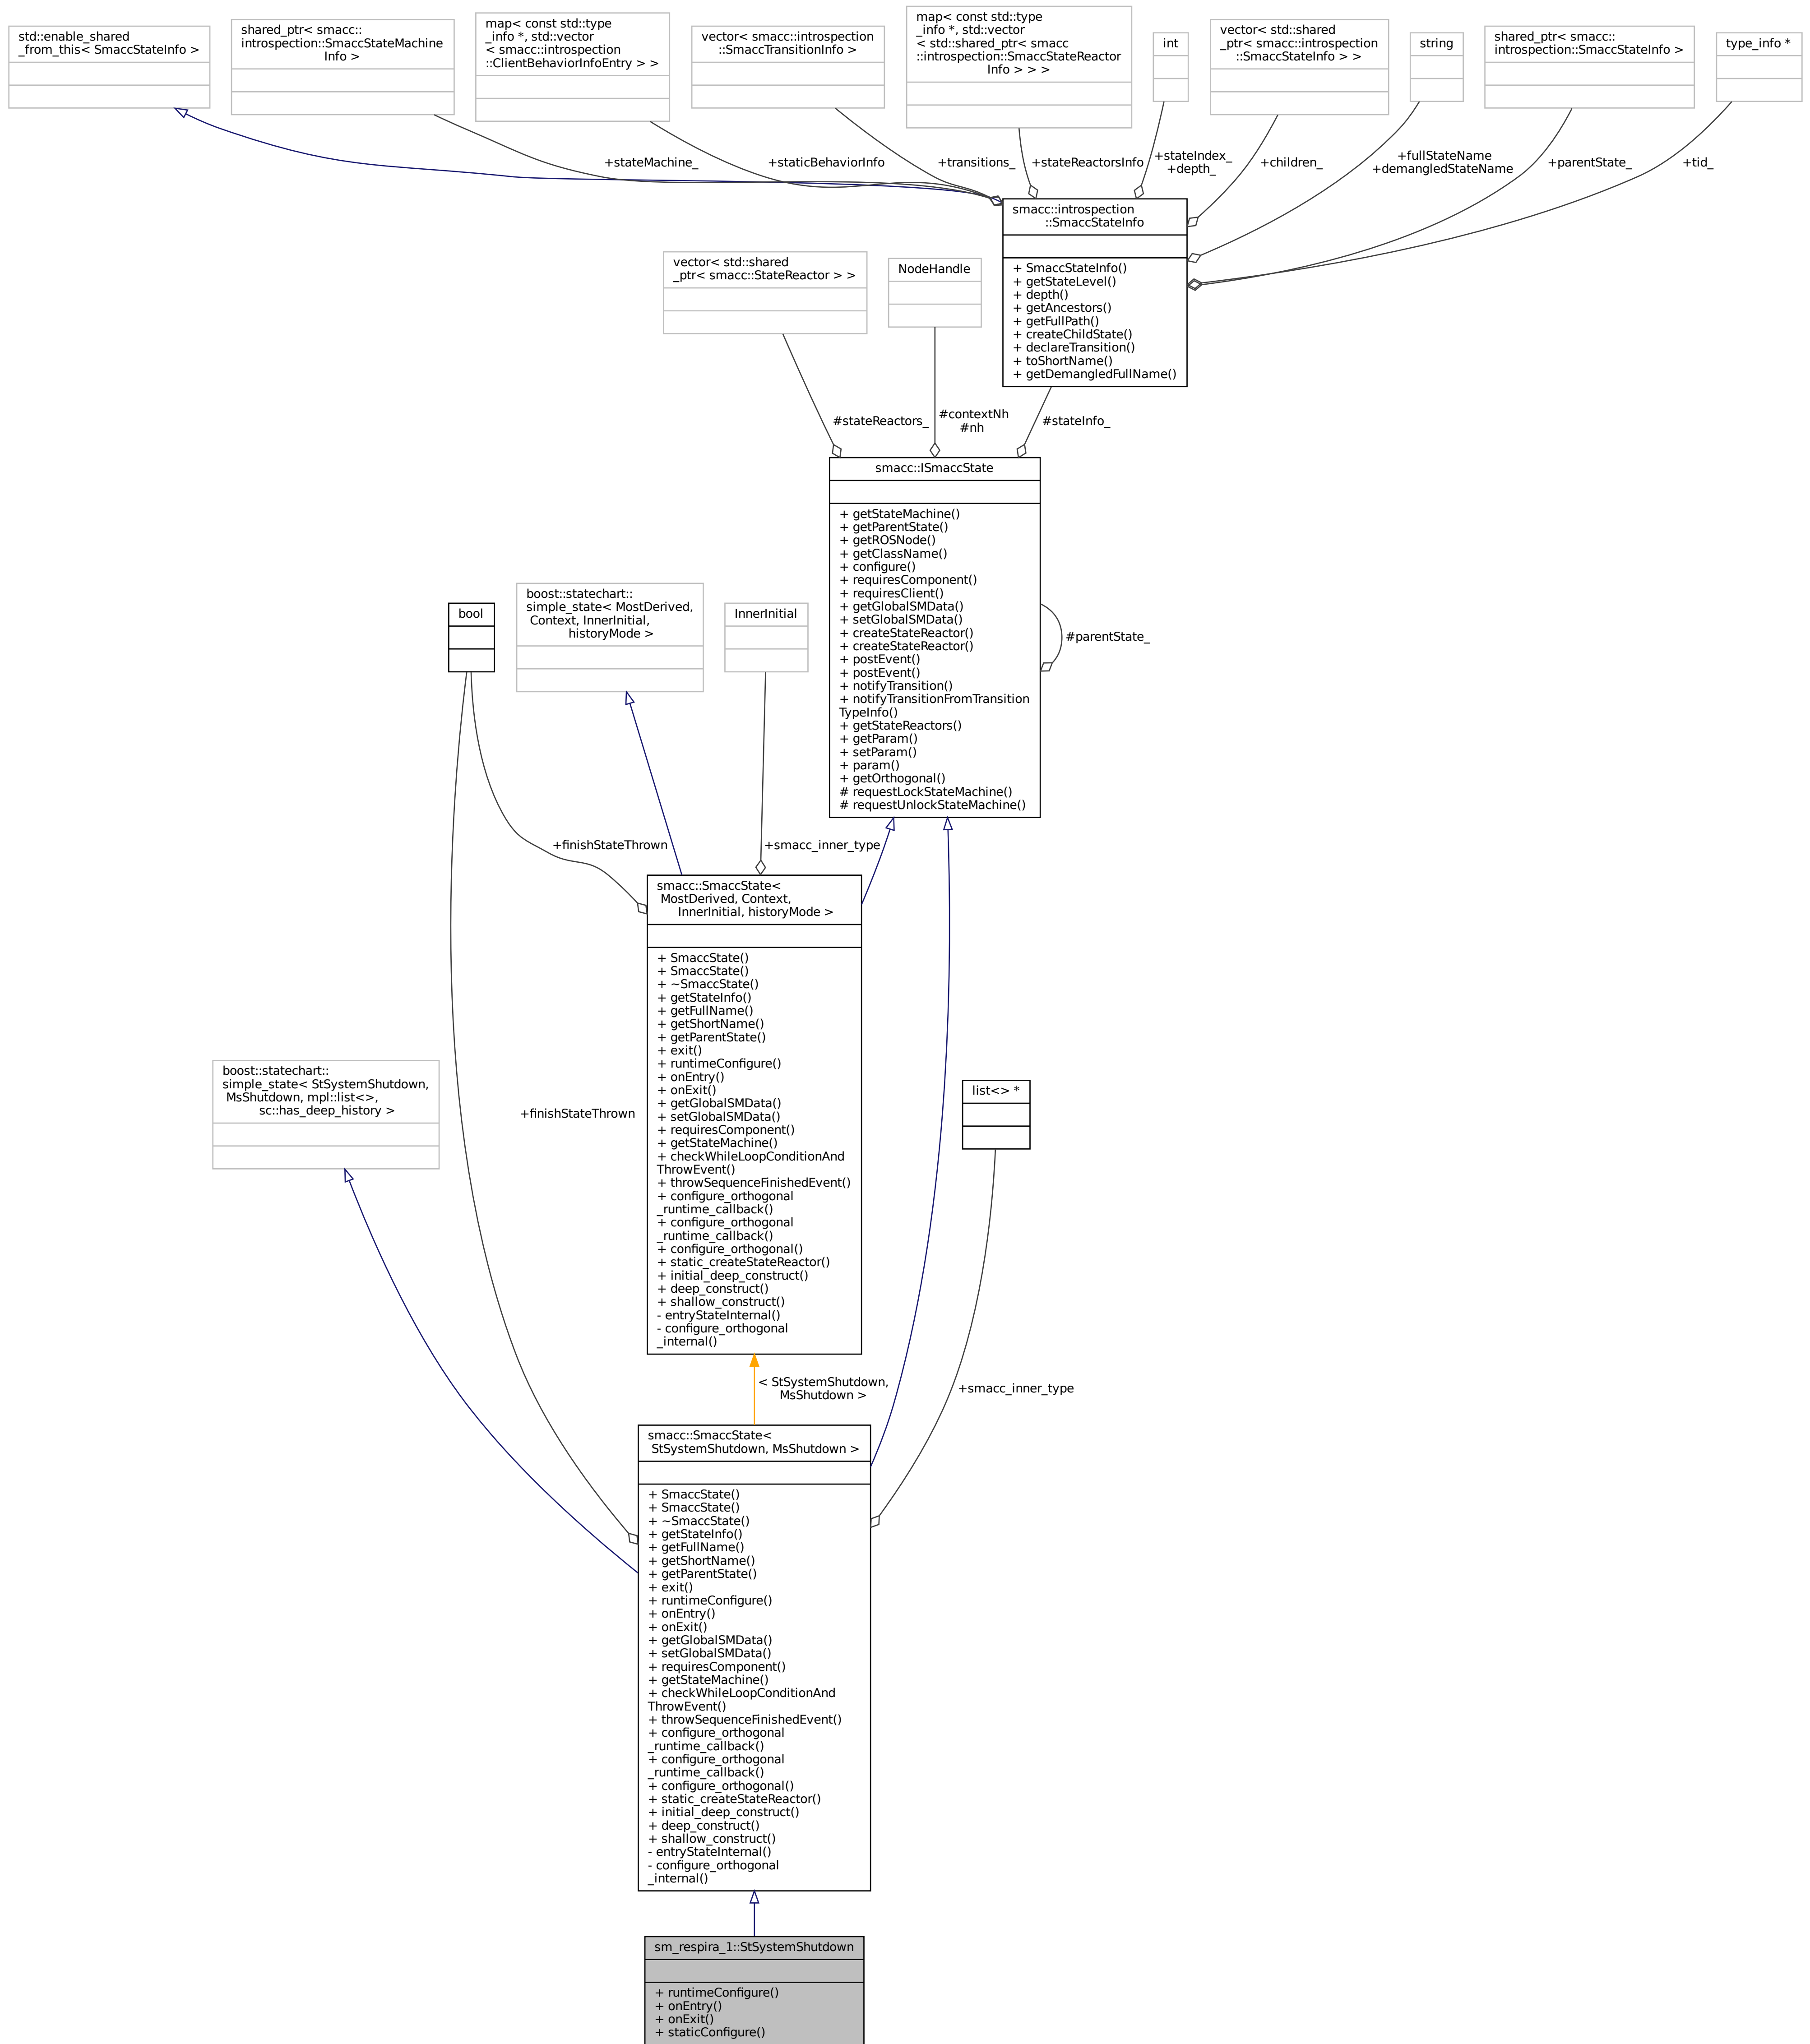 std::enable_shared
_from_this< SmaccStateInfo >
shared_ptr< smacc::
introspection::SmaccStateMachine
Info >
map< const std::type
_info *, std::vector
< smacc::introspection
::ClientBehaviorInfoEntry > >
vector< smacc::introspection
::SmaccTransitionInfo >
map< const std::type
_info *, std::vector
< std::shared_ptr< smacc
::introspection::SmaccStateReactor
Info > > >
int
vector< std::shared
_ptr< smacc::introspection
::SmaccStateInfo > >
string
shared_ptr< smacc::
introspection::SmaccStateInfo >
type_info *
+stateMachine_
+staticBehaviorInfo
+transitions_
+stateReactorsInfo
+stateIndex_
+depth_
+children_
+fullStateName
+demangledStateName
+parentState_
+tid_
smacc::introspection
::SmaccStateInfo
+ SmaccStateInfo()
+ getStateLevel()
+ depth()
+ getAncestors()
+ getFullPath()
+ createChildState()
+ declareTransition()
+ toShortName()
+ getDemangledFullName()
vector< std::shared
_ptr< smacc::StateReactor > >
NodeHandle
#stateReactors_
#contextNh
#nh
#stateInfo_
smacc::ISmaccState
+ getStateMachine()
+ getParentState()
+ getROSNode()
+ getClassName()
+ configure()
+ requiresComponent()
+ requiresClient()
+ getGlobalSMData()
+ setGlobalSMData()
+ createStateReactor()
+ createStateReactor()
+ postEvent()
+ postEvent()
+ notifyTransition()
+ notifyTransitionFromTransition
TypeInfo()
+ getStateReactors()
+ getParam()
+ setParam()
+ param()
+ getOrthogonal()
# requestLockStateMachine()
# requestUnlockStateMachine()
#parentState_
bool
boost::statechart::
simple_state< MostDerived,
Context, InnerInitial,
historyMode >
InnerInitial
+finishStateThrown
+smacc_inner_type
smacc::SmaccState<
MostDerived, Context,
InnerInitial, historyMode >
+ SmaccState()
+ SmaccState()
+ ~SmaccState()
+ getStateInfo()
+ getFullName()
+ getShortName()
+ getParentState()
+ exit()
+ runtimeConfigure()
+ onEntry()
+ onExit()
+ getGlobalSMData()
+ setGlobalSMData()
+ requiresComponent()
+ getStateMachine()
+ checkWhileLoopConditionAnd
ThrowEvent()
+ throwSequenceFinishedEvent()
+ configure_orthogonal
_runtime_callback()
+ configure_orthogonal
_runtime_callback()
+ configure_orthogonal()
+ static_createStateReactor()
+ initial_deep_construct()
+ deep_construct()
+ shallow_construct()
- entryStateInternal()
- configure_orthogonal
_internal()
boost::statechart::
simple_state< StSystemShutdown,
MsShutdown, mpl::list<>,
sc::has_deep_history >
+finishStateThrown
list<> *
< StSystemShutdown,
MsShutdown >
+smacc_inner_type
smacc::SmaccState<
StSystemShutdown, MsShutdown >
+ SmaccState()
+ SmaccState()
+ ~SmaccState()
+ getStateInfo()
+ getFullName()
+ getShortName()
+ getParentState()
+ exit()
+ runtimeConfigure()
+ onEntry()
+ onExit()
+ getGlobalSMData()
+ setGlobalSMData()
+ requiresComponent()
+ getStateMachine()
+ checkWhileLoopConditionAnd
ThrowEvent()
+ throwSequenceFinishedEvent()
+ configure_orthogonal
_runtime_callback()
+ configure_orthogonal
_runtime_callback()
+ configure_orthogonal()
+ static_createStateReactor()
+ initial_deep_construct()
+ deep_construct()
+ shallow_construct()
- entryStateInternal()
- configure_orthogonal
_internal()
sm_respira_1::StSystemShutdown
+ runtimeConfigure()
+ onEntry()
+ onExit()
+ staticConfigure()